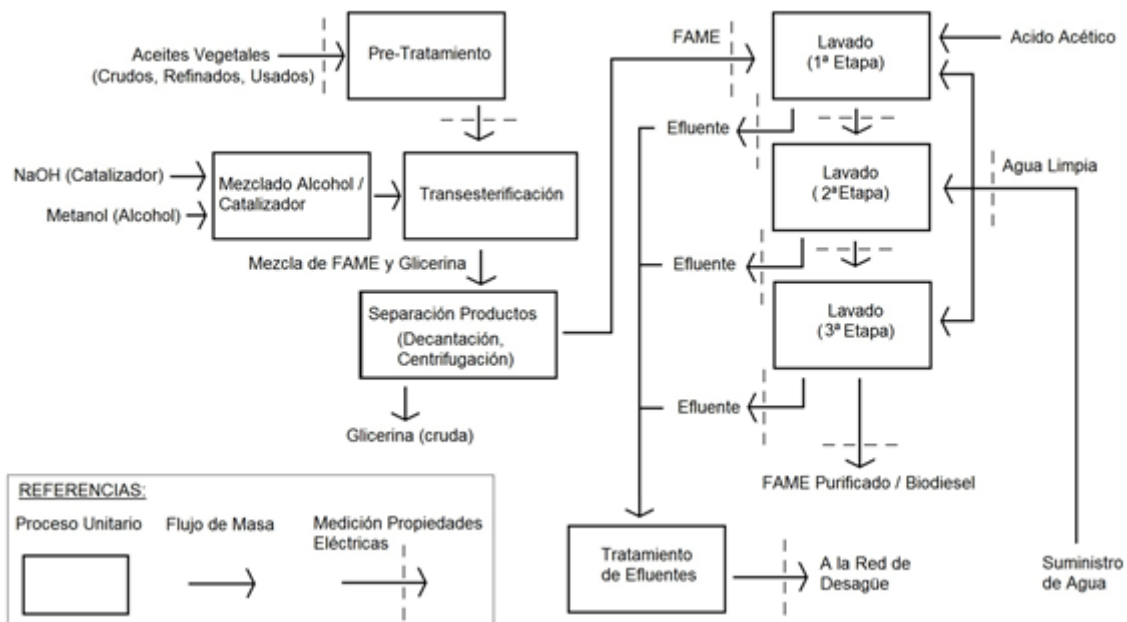 Aceites Vegetales
(Crudos, Refinados, Usados)
Pre-Tratamiento
FAME
Lavado
(1ª Etapa)
Acido Acético
Efluente
NaOH (Catalizador)
Metanol (Alcohol)
Mezclado Alcohol /
Catalizador
Transesterificación
Lavado
(2ª Etapa)
Agua Limpia
Mezcla de FAME y Glicerina
Efluente
Separación Productos
(Decantación,
Centrifugación)
Lavado
(3ª Etapa)
Glicerina (cruda)
Efluente
FAME Purificado / Biodiesel
REFERENCIAS:
Proceso Unitario
Flujo de Masa
Medición Propiedades
Eléctricas
Tratamiento
de Efluentes
A la Red de
Desagüe
Suministro
de Agua